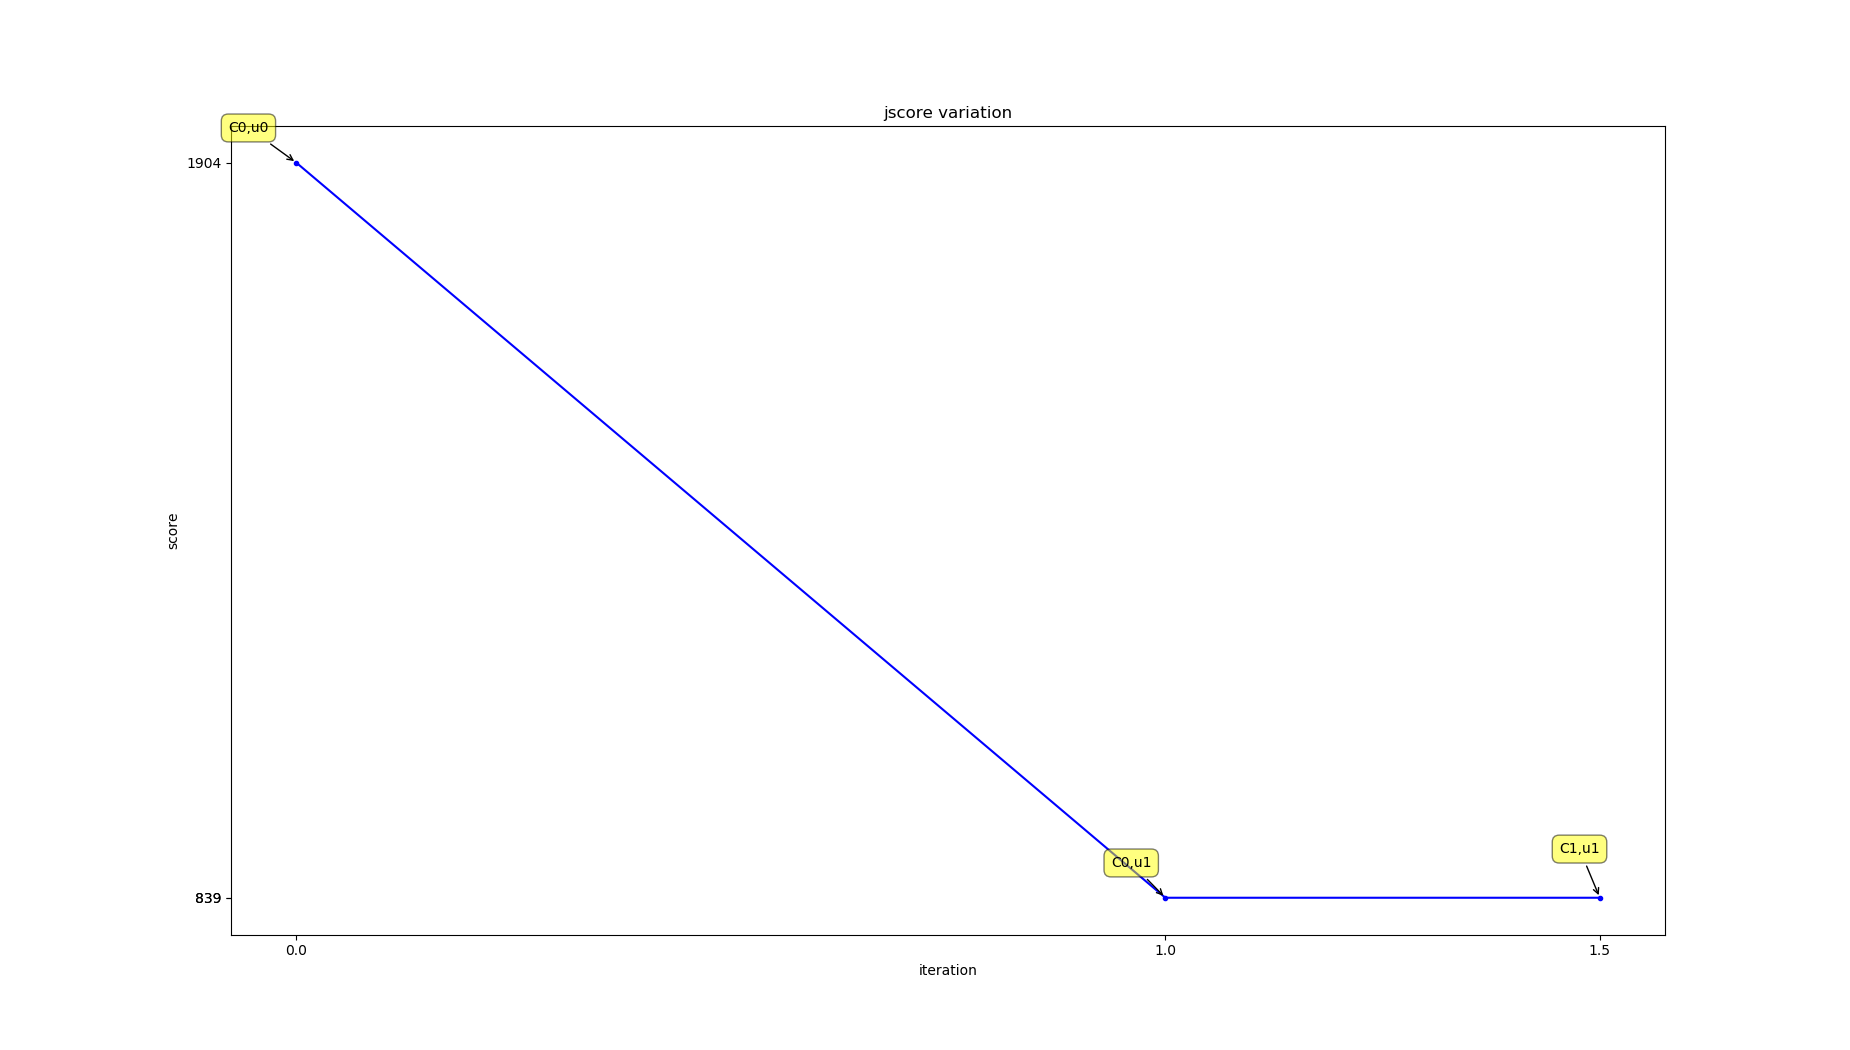 jscore variation
C0,u0
1904
score
C0,u1
C1,u1
839
0.0
1.0
1.5
iteration